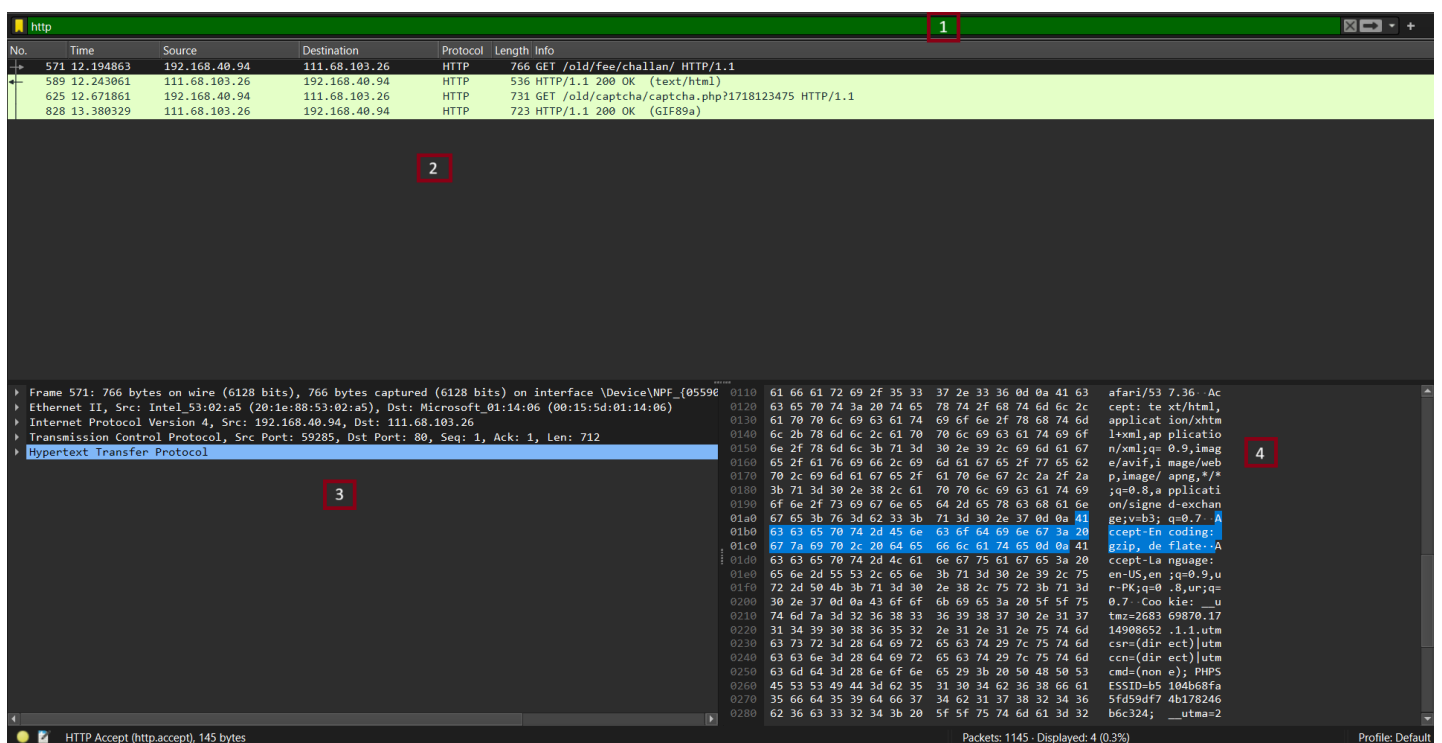 http 1 +
No. Time Source Destination Protocol Length Info
571 12.194863 192.168.40.94 111.68.103.26 HTTP 766 GET /old/fee/challan/ HTTP/1.1
589 12.243061 111.68.103.26 192.168.40.94 HTTP 536 HTTP/1.1 200 OK (text/html)
625 12.671861 192.168.40.94 111.68.103.26 HTTP 731 GET /old/captcha/captcha.php?1718123475 HTTP/1.1
828 13.380329 111.68.103.26 192.168.40.94 HTTP 723 HTTP/1.1 200 OK (GIF89a)
2
Frame 571: 766 bytes on wire (6128 bits), 766 bytes captured (6128 bits) on interface \Device\NPF_{05590
Ethernet II, Src: Intel_53:02:a5 (20:1e:88:53:02:a5), Dst: Microsoft_01:14:06 (00:15:5d:01:14:06)
Internet Protocol Version 4, Src: 192.168.40.94, Dst: 111.68.103.26
Transmission Control Protocol, Src Port: 59285, Dst Port: 80, Seq: 1, Ack: 1, Len: 712
Hypertext Transfer Protocol
3
0110 61 66 61 72 69 2f 35 33 37 2e 33 36 0d 0a 41 63 afari/53 7.36··Ac
0120 63 65 70 74 3a 20 74 65 78 74 2f 68 74 6d 6c 2c cept: te xt/html,
0130 61 70 70 6c 69 63 61 74 69 6f 6e 2f 78 68 74 6d applicat ion/xhtm
0140 6c 2b 78 6d 6c 2c 61 70 70 6c 69 63 61 74 69 6f l+xml,ap plicatio
0150 6e 2f 78 6d 6c 3b 71 3d 30 2e 39 2c 69 6d 61 67 n/xml;q= 0.9,imag
0160 65 2f 61 76 69 66 2c 69 6d 61 67 65 2f 77 65 62 e/avif,i mage/web
0170 70 2c 69 6d 61 67 65 2f 61 70 6e 67 2c 2a 2f 2a p,image/ apng,*/*
0180 3b 71 3d 30 2e 38 2c 61 70 70 6c 69 63 61 74 69 ;q=0.8,a pplicati
0190 6f 6e 2f 73 69 67 6e 65 64 2d 65 78 63 68 61 6e on/signe d-exchan
01a0 67 65 3b 76 3d 62 33 3b 71 3d 30 2e 37 0d 0a 41 ge;v=b3; q=0.7··A
01b0 63 63 65 70 74 2d 45 6e 63 6f 64 69 6e 67 3a 20 ccept-En coding:
01c0 67 7a 69 70 2c 20 64 65 66 6c 61 74 65 0d 0a 41 gzip, de flate··A
01d0 63 63 65 70 74 2d 4c 61 6e 67 75 61 67 65 3a 20 ccept-La nguage:
01e0 65 6e 2d 55 53 2c 65 6e 3b 71 3d 30 2e 39 2c 75 en-US,en ;q=0.9,u
01f0 72 2d 50 4b 3b 71 3d 30 2e 38 2c 75 72 3b 71 3d r-PK;q=0 .8,ur;q=
0200 30 2e 37 0d 0a 43 6f 6f 6b 69 65 3a 20 5f 5f 75 0.7··Coo kie: __u
0210 74 6d 7a 3d 32 36 38 33 36 39 38 37 30 2e 31 37 tmz=2683 69870.17
0220 31 34 39 30 38 36 35 32 2e 31 2e 31 2e 75 74 6d 14908652 .1.1.utm
0230 63 73 72 3d 28 64 69 72 65 63 74 29 7c 75 74 6d csr=(dir ect)|utm
0240 63 63 6e 3d 28 64 69 72 65 63 74 29 7c 75 74 6d ccn=(dir ect)|utm
0250 63 6d 64 3d 28 6e 6f 6e 65 29 3b 20 50 48 50 53 cmd=(non e); PHPS
0260 45 53 53 49 44 3d 62 35 31 30 34 62 36 38 66 61 ESSID=b5 104b68fa
0270 35 66 64 35 39 64 66 37 34 62 31 37 38 32 34 36 5fd59df7 4b178246
0280 62 36 63 33 32 34 3b 20 5f 5f 75 74 6d 61 3d 32 b6c324; __utma=2
4
HTTP Accept (http.accept), 145 bytes Packets: 1145 · Displayed: 4 (0.3%) Profile: Default